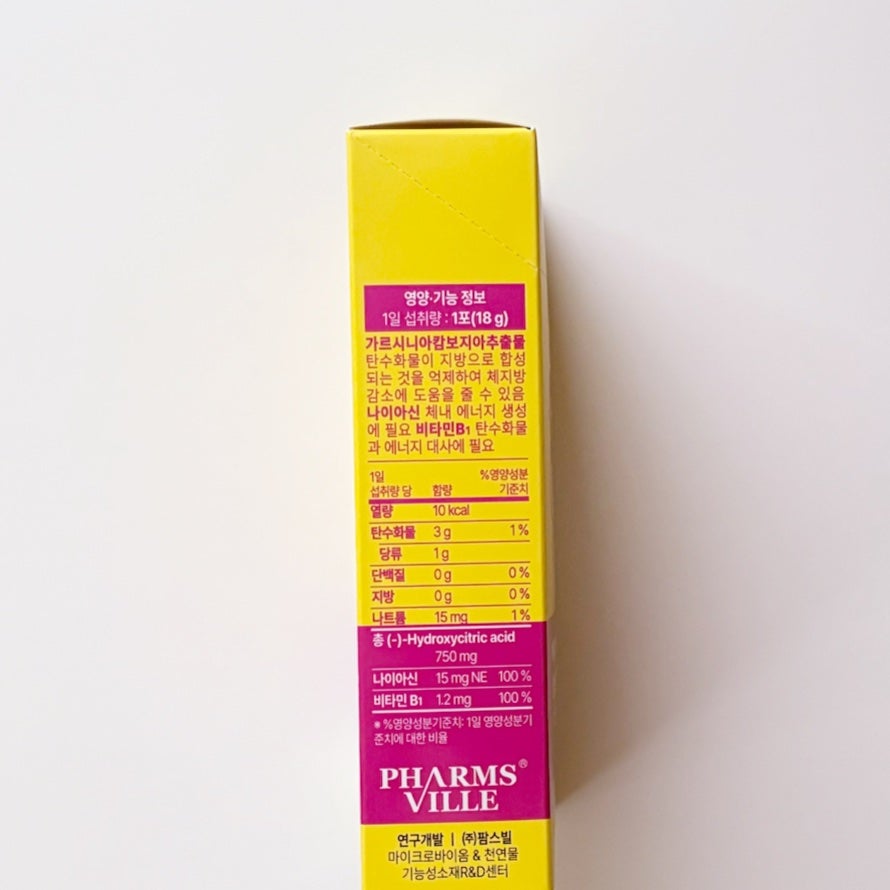 영양·기능 정보
1일 섭취량 : 1포(18 g)
가르시니아캄보지아추출물
탄수화물이 지방으로 합성
되는 것을 억제하여 체지방
감소에 도움을 줄 수 있음
나이아신 체내 에너지 생성
에 필요 비타민B1 탄수화물
과 에너지 대사에 필요
1일 %영양성분
섭취량 당 함량 기준치
열량 10 kcal
탄수화물 3 g 1 %
당류 1 g
단백질 0 g 0 %
지방 0 g 0 %
나트륨 15 mg 1 %
총 (-)-Hydroxycitric acid
750 mg
나이아신 15 mg NE 100 %
비타민 B1 1.2 mg 100 %
※ %영양성분기준치: 1일 영양성분기
준치에 대한 비율
PHARMS®
VILLE
연구개발 | (주)팜스빌
마이크로바이옴 & 천연물
기능성소재R&D센터